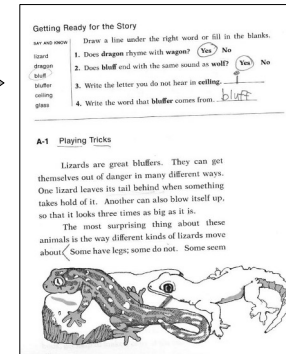 Getting Ready for the Story
SAY AND KNOW
lizard
dragon
bluff
bluffer
ceiling
glass
Draw a line under the right word or fill in the blanks.
1. Does dragon rhyme with wagon? Yes No
2. Does bluff end with the same sound as wolf? Yes No
3. Write the letter you do not hear in ceiling. i
4. Write the word that bluffer comes from. bluff
A-1 Playing Tricks
Lizards are great bluffers. They can get
themselves out of danger in many different ways.
One lizard leaves its tail behind when something
takes hold of it. Another can also blow itself up,
so that it looks three times as big as it is.
The most surprising thing about these
animals is the way different kinds of lizards move
about. Some have legs; some do not. Some seem